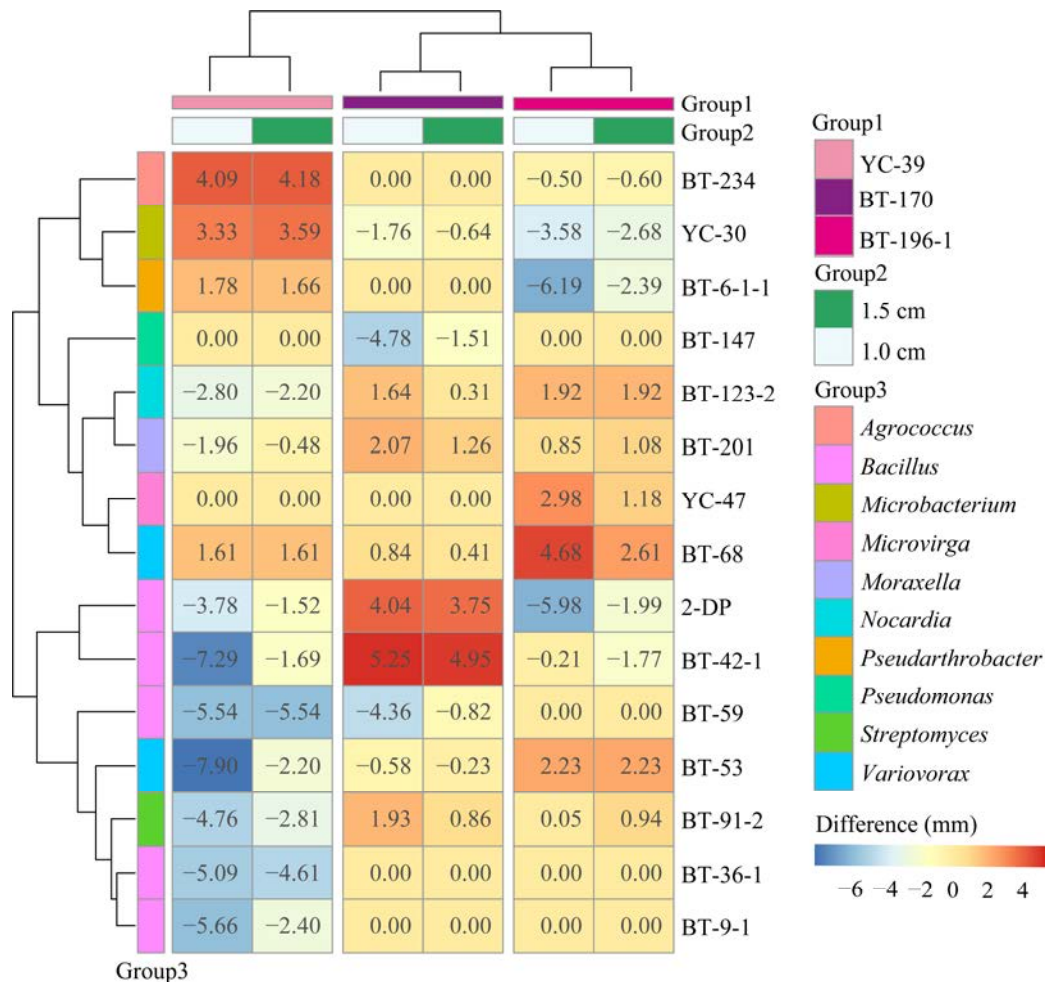 Group1
Group2
4.09 4.18 0.00 0.00 −0.50 −0.60 BT-234
3.33 3.59 −1.76 −0.64 −3.58 −2.68 YC-30
1.78 1.66 0.00 0.00 −6.19 −2.39 BT-6-1-1
0.00 0.00 −4.78 −1.51 0.00 0.00 BT-147
−2.80 −2.20 1.64 0.31 1.92 1.92 BT-123-2
−1.96 −0.48 2.07 1.26 0.85 1.08 BT-201
0.00 0.00 0.00 0.00 2.98 1.18 YC-47
1.61 1.61 0.84 0.41 4.68 2.61 BT-68
−3.78 −1.52 4.04 3.75 −5.98 −1.99 2-DP
−7.29 −1.69 5.25 4.95 −0.21 −1.77 BT-42-1
−5.54 −5.54 −4.36 −0.82 0.00 0.00 BT-59
−7.90 −2.20 −0.58 −0.23 2.23 2.23 BT-53
−4.76 −2.81 1.93 0.86 0.05 0.94 BT-91-2
−5.09 −4.61 0.00 0.00 0.00 0.00 BT-36-1
−5.66 −2.40 0.00 0.00 0.00 0.00 BT-9-1
Group3
Group1
YC-39
BT-170
BT-196-1
Group2
1.5 cm
1.0 cm
Group3
Agrococcus
Bacillus
Microbacterium
Microvirga
Moraxella
Nocardia
Pseudarthrobacter
Pseudomonas
Streptomyces
Variovorax
Difference (mm)
−6 −4 −2 0 2 4